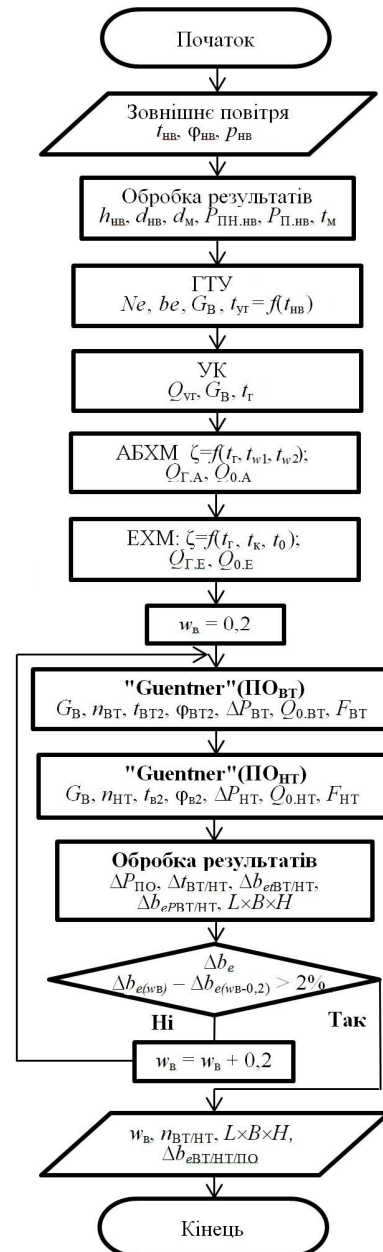 Початок
Зовнішнє повітря
tнв, φнв, pнв
Обробка результатів
hнв, dнв, dм, PПН.нв, PП.нв, tм
ГТУ
Ne, be, GВ, tуг = f(tнв)
УК
Qуг, GВ, tг
АБХМ ζ=f(tг, tw1, tw2);
QГ.А, Q0.А
ЕХМ: ζ=f(tг, tк, t0);
QГ.Е, Q0.Е
wв = 0,2
"Guentner"(ПОВТ)
GВ, nВТ, tВТ2, φВТ2, ΔPВТ, Q0.ВТ, FВТ
"Guentner"(ПОНТ)
GВ, nНТ, tв2, φв2, ΔPНТ, Q0.НТ, FНТ
Обробка результатів
ΔPПО, ΔtВТ/НТ, ΔbetВТ/НТ,
ΔbePВТ/НТ, L×B×H
Δbe
Δbe(wв) – Δbe(wв-0,2) > 2%
Ні Так
wв = wв + 0,2
wв, nВТ/НТ, L×B×H,
ΔbeВТ/НТ/ПО
Кінець